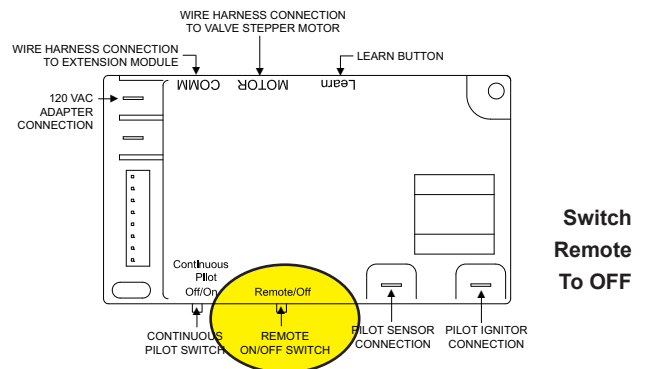 WIRE HARNESS CONNECTION
TO VALVE STEPPER MOTOR
WIRE HARNESS CONNECTION
TO EXTENSION MODULE
LEARN BUTTON
COMM
MOTOR
Learn
120 VAC
ADAPTER
CONNECTION
Switch
Remote
To OFF
Continuous
Pilot
Off/On
Remote/Off
CONTINUOUS
PILOT SWITCH
REMOTE
ON/OFF SWITCH
PILOT SENSOR
CONNECTION
PILOT IGNITOR
CONNECTION